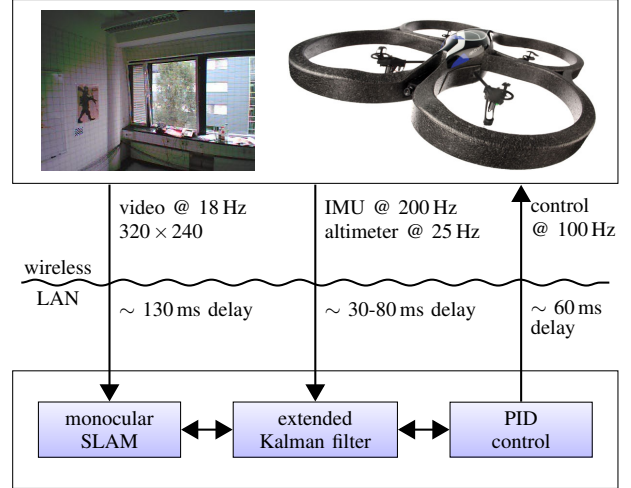 video @ 18 Hz
320 × 240
IMU @ 200 Hz
altimeter @ 25 Hz
control
@ 100 Hz
wireless
LAN
∼ 130 ms delay
∼ 30-80 ms delay
∼ 60 ms
delay
monocular
SLAM
extended
Kalman filter
PID
control